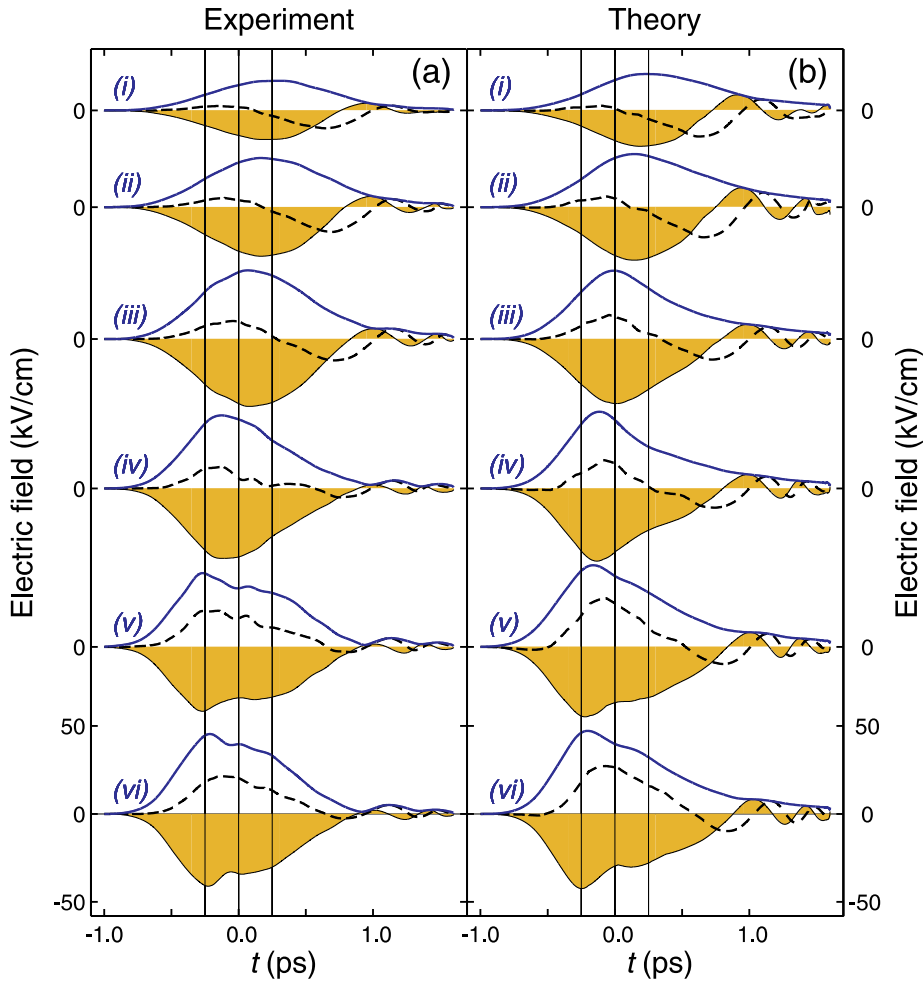 Experiment
Theory
(a)
(b)
(i)
(i)
0
0
(ii)
(ii)
0
0
(iii)
(iii)
0
0
(iv)
(iv)
0
0
(v)
(v)
0
0
50
50
(vi)
(vi)
0
0
-50
-50
Electric field (kV/cm)
Electric field (kV/cm)
-1.0
0.0
1.0
-1.0
0.0
1.0
t (ps)
t (ps)